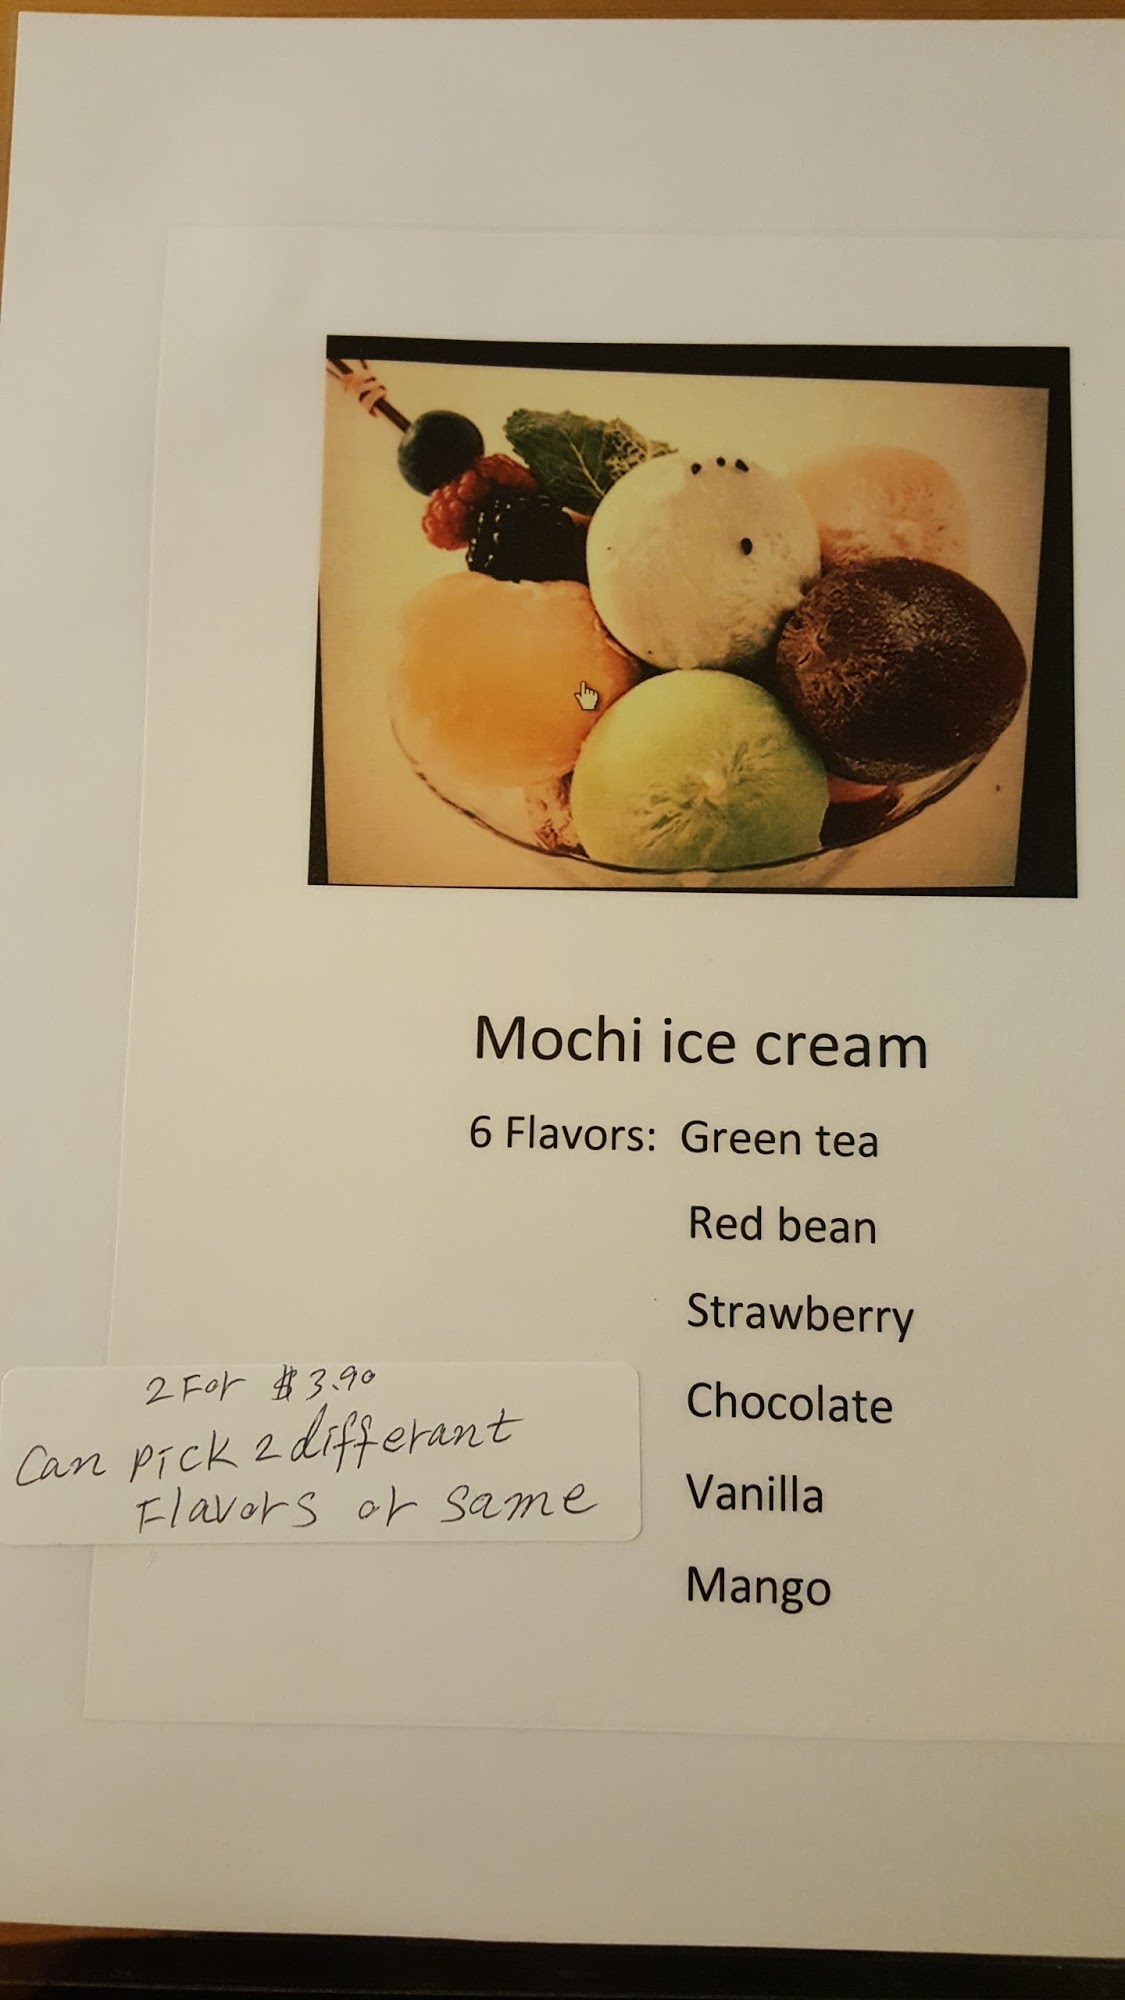 Mochi ice cream
6 Flavors: Green tea
Red bean
Strawberry
Chocolate
Vanilla
Mango
2 For $3.90
Can pick 2 differant
Flavors or same